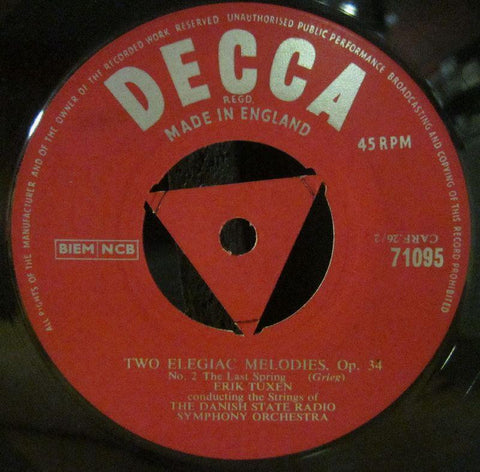 ALL RIGHTS OF THE MANUFACTURER AND OF THE OWNER OF THE RECORDED WORK RESERVED UNAUTHORISED PUBLIC PERFORMANCE BROADCASTING AND COPYING OF THIS RECORD PROHIBITED
DECCA
REGD.
MADE IN ENGLAND
45 RPM
BIEM NCB
CARF.26/2
71095
TWO ELEGIAC MELODIES, Op. 34
No. 2 The Last Spring (Grieg)
ERIK TUXEN
conducting the Strings of
THE DANISH STATE RADIO
SYMPHONY ORCHESTRA